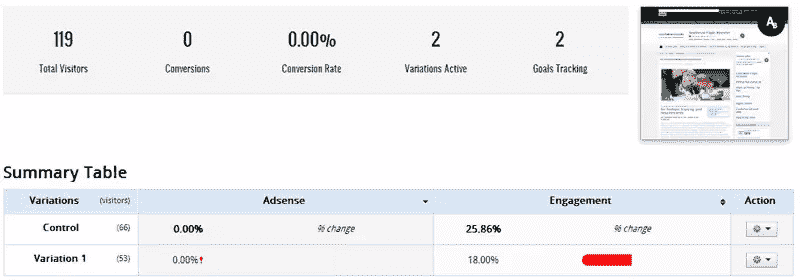 119 0 0.00% 2 2
Total Visitors Conversions Conversion Rate Variations Active Goals Tracking
AB
Summary Table
Variations (visitors) Adsense Engagement Action
Control (66) 0.00% % change 25.86% % change
Variation 1 (53) 0.00% 18.00%